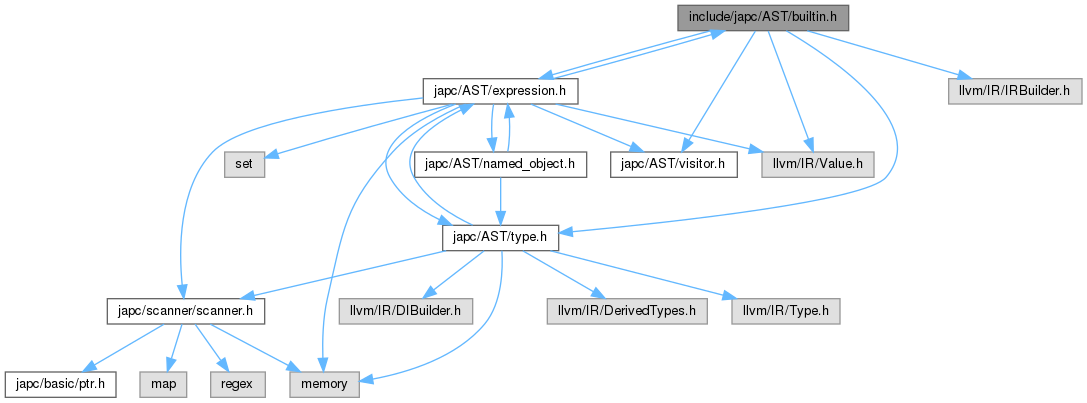 include/japc/AST/builtin.h
japc/AST/expression.h
llvm/IR/IRBuilder.h
set
japc/AST/named_object.h
japc/AST/visitor.h
llvm/IR/Value.h
japc/AST/type.h
japc/scanner/scanner.h
llvm/IR/DIBuilder.h
llvm/IR/DerivedTypes.h
llvm/IR/Type.h
japc/basic/ptr.h
map
regex
memory